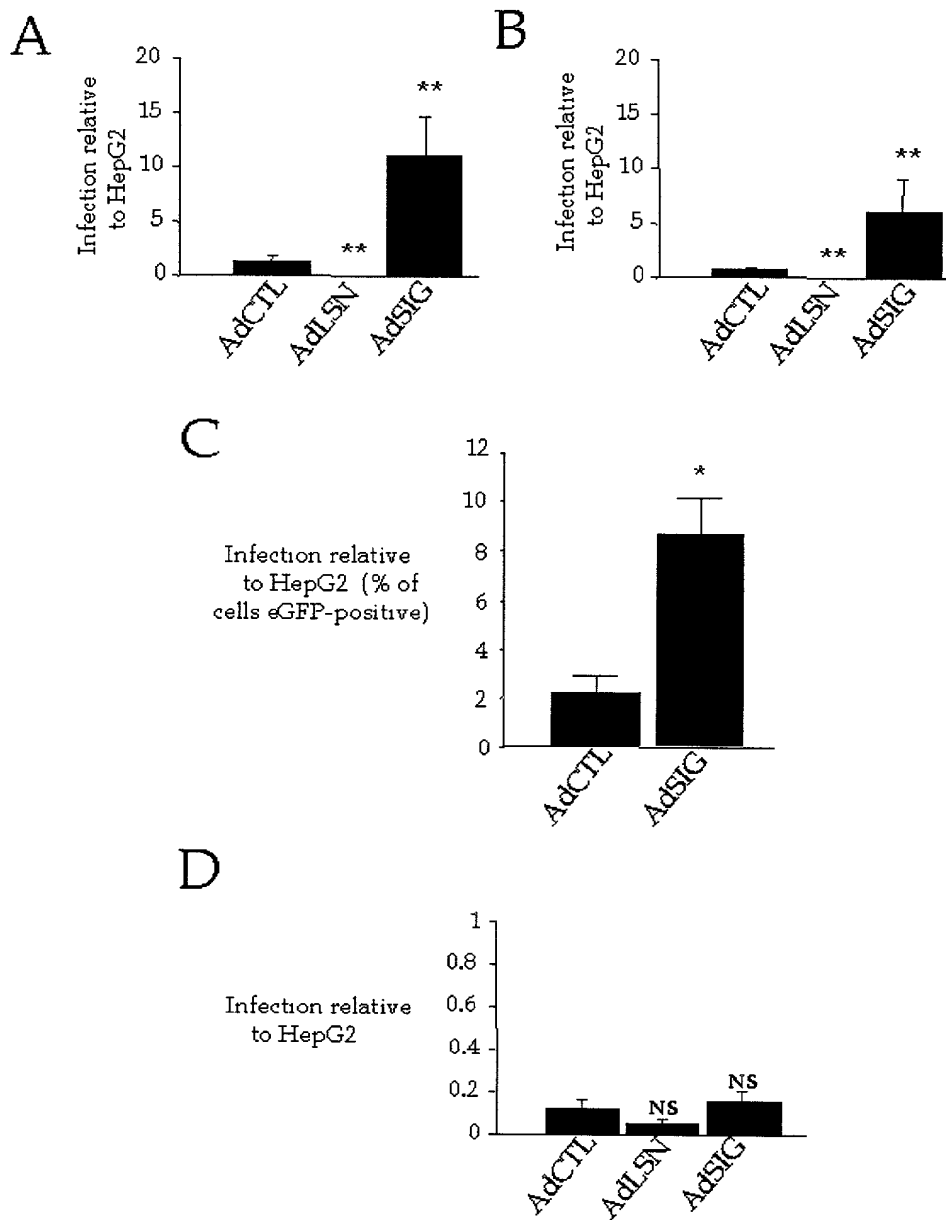 A
Infection relative
to HepG2
20
15
10
5
0
**
**
AdCTL
AdLSN
AdSIG
B
Infection relative
to HepG2
20
15
10
5
0
**
**
AdCTL
AdLSN
AdSIG
C
Infection relative
to HepG2 (% of
cells eGFP-positive)
12
10
8
6
4
2
0
*
AdCTL
AdSIG
D
Infection relative
to HepG2
1
0.8
0.6
0.4
0.2
0
NS
NS
AdCTL
AdLSN
AdSIG